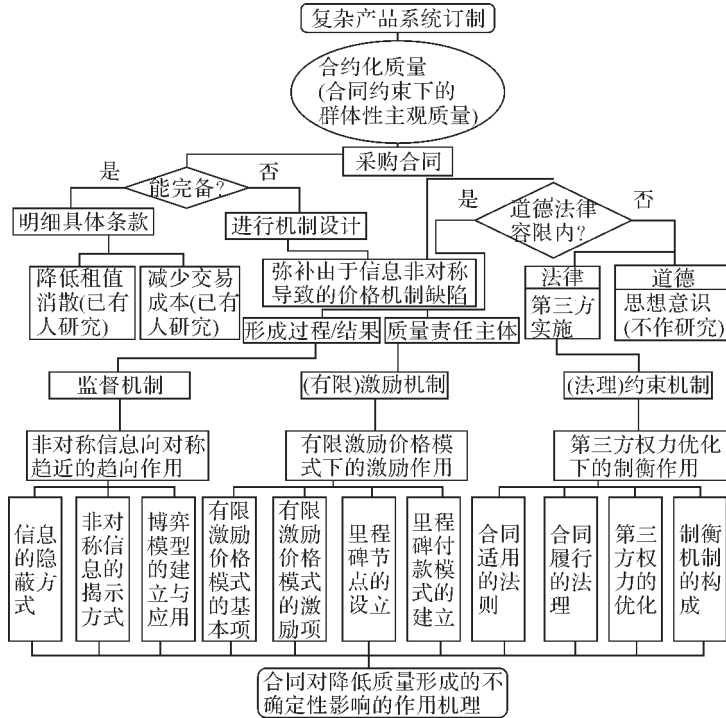 复杂产品系统订制
合约化质量
(合同约束下的
群体性主观质量)
采购合同
是
能完备?
否
是
道德法律
容限内?
否
明细具体条款
进行机制设计
降低租值
消散(已有
人研究)
减少交易
成本(已有
人研究)
弥补由于信息非对称
导致的价格机制缺陷
法律
第三方
实施
道德
思想意识
(不作研究)
形成过程/结果
质量责任主体
监督机制
(有限)激励机制
(法理)约束机制
非对称信息向对称
趋近的趋向作用
有限激励价格模
式下的激励作用
第三方权力优化
下的制衡作用
信息
的隐
蔽方
式
非对
称信
息的
揭示
方式
博弈
模型
的建
立与
应用
有限
激励
价格
模式
的基
本项
有限
激励
价格
模式
的激
励项
里程
碑节
点的
设立
里程
碑付
款模
式的
建立
合同
适用
的法
则
合同
履行
的法
理
第三
方权
力的
优化
制衡
机制
的构
成
合同对降低质量形成的不
确定性影响的作用机理